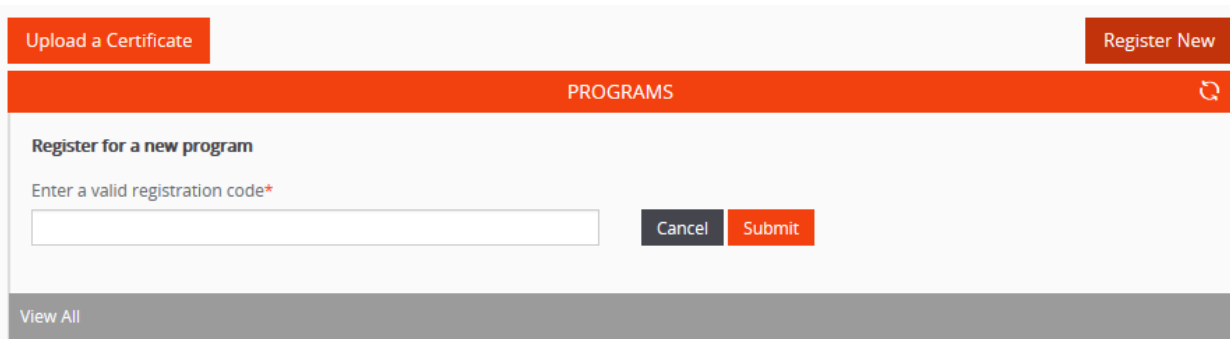 Upload a Certificate
Register New
PROGRAMS
Register for a new program
Enter a valid registration code*
Cancel
Submit
View All